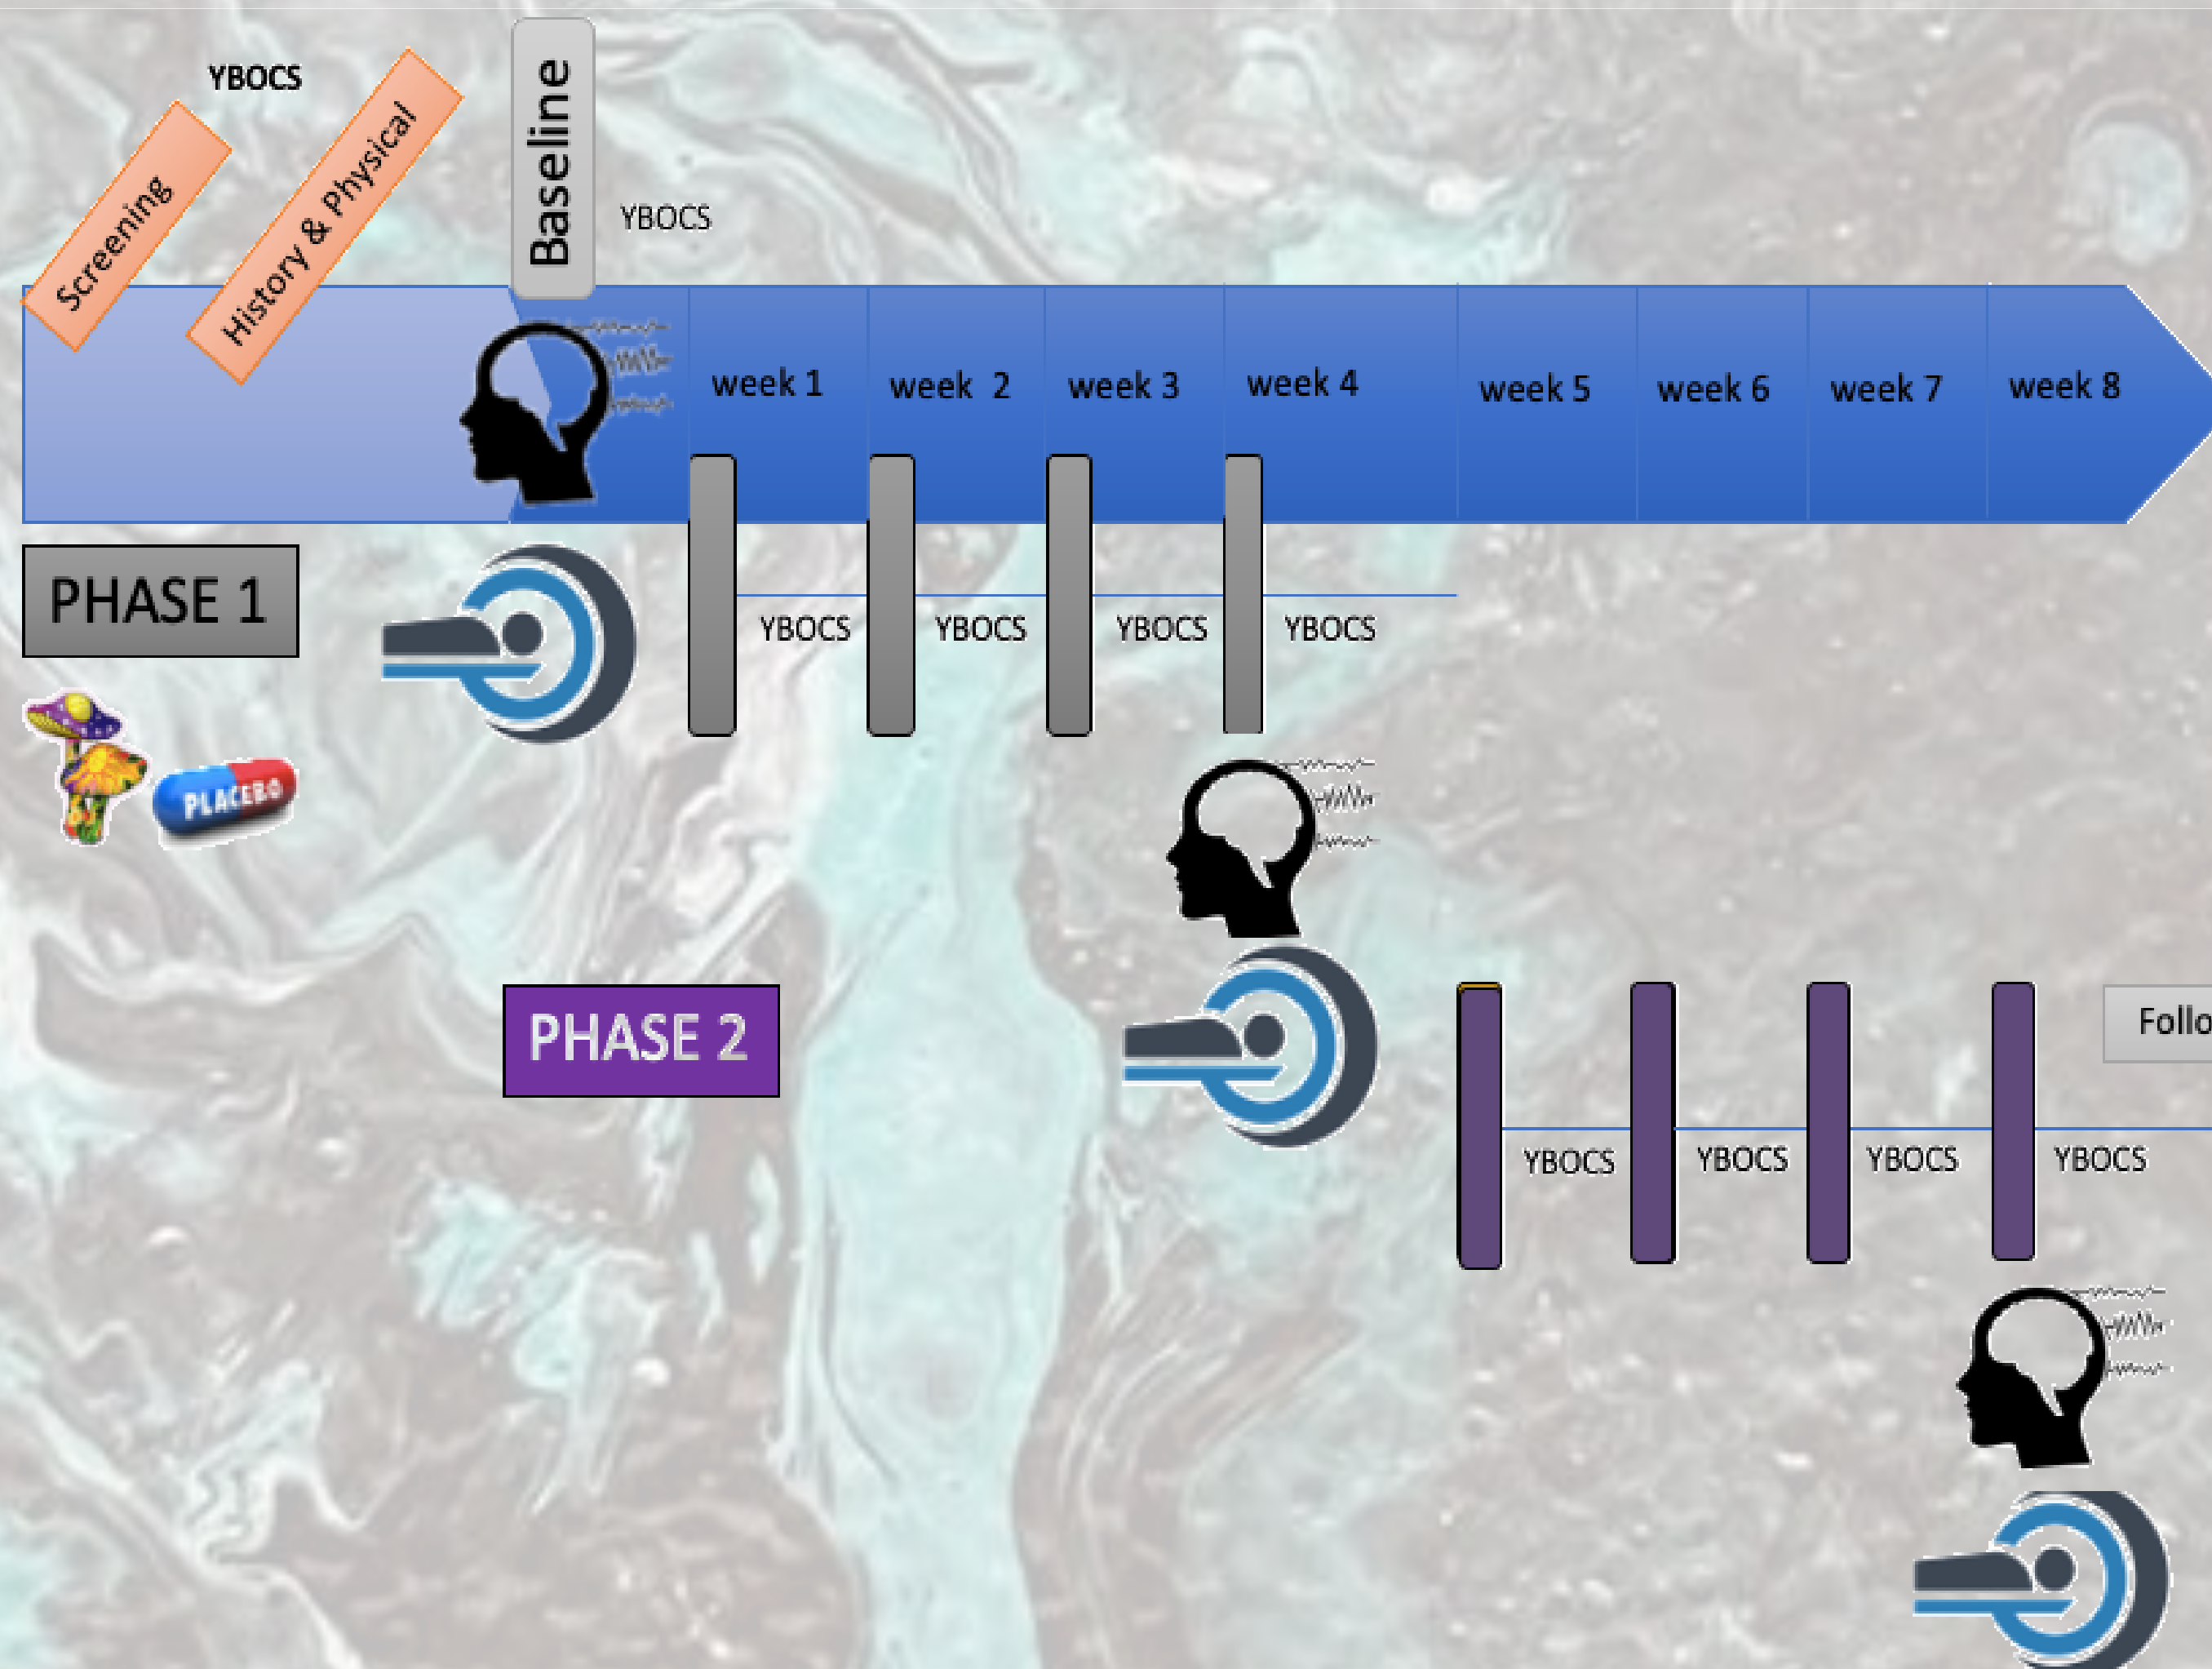 YBOCS
Screening
History & Physical
Baseline
YBOCS
week 1
week 2
week 3
week 4
week 5
week 6
week 7
week 8
PHASE 1
YBOCS
YBOCS
YBOCS
YBOCS
PLACEBO
PHASE 2
Follo
YBOCS
YBOCS
YBOCS
YBOCS